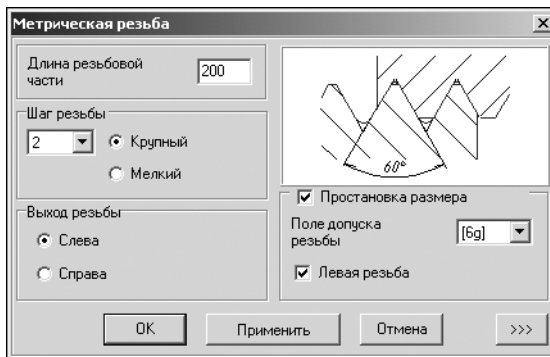 Метрическая резьба
Длина резьбовой
части
200
Шаг резьбы
2
Крупный
Мелкий
Выход резьбы
Слева
Справа
60°
Простановка размера
Поле допуска
резьбы
[6g]
Левая резьба
OK
Применить
Отмена
>>>